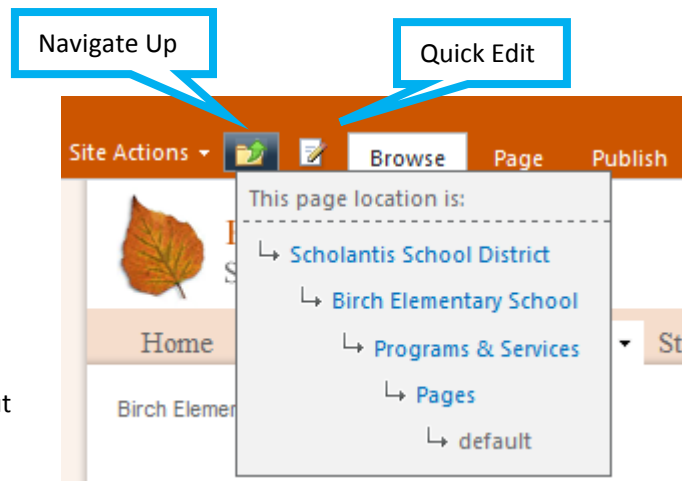 Navigate Up
Quick Edit
Site Actions
Browse
Page
Publish
This page location is:
Scholantis School District
Birch Elementary School
Programs & Services
Pages
default
Home
St
Birch Elemen